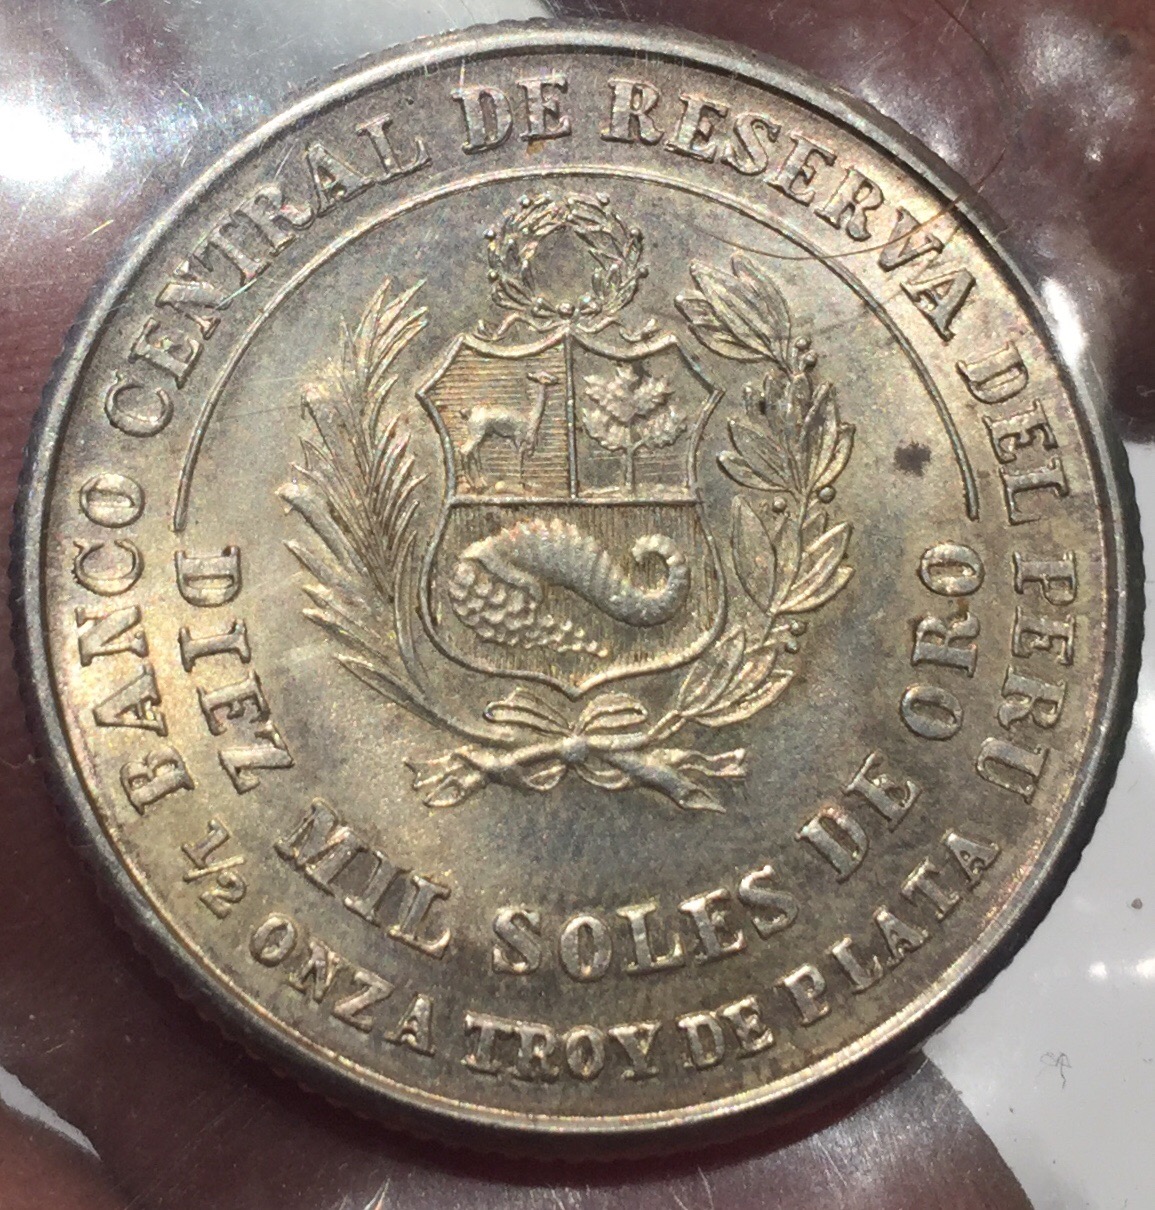 BANCO CENTRAL DE RESERVA DEL PERU
DIEZ MIL SOLES DE ORO
1/2 ONZA TROY DE PLATA